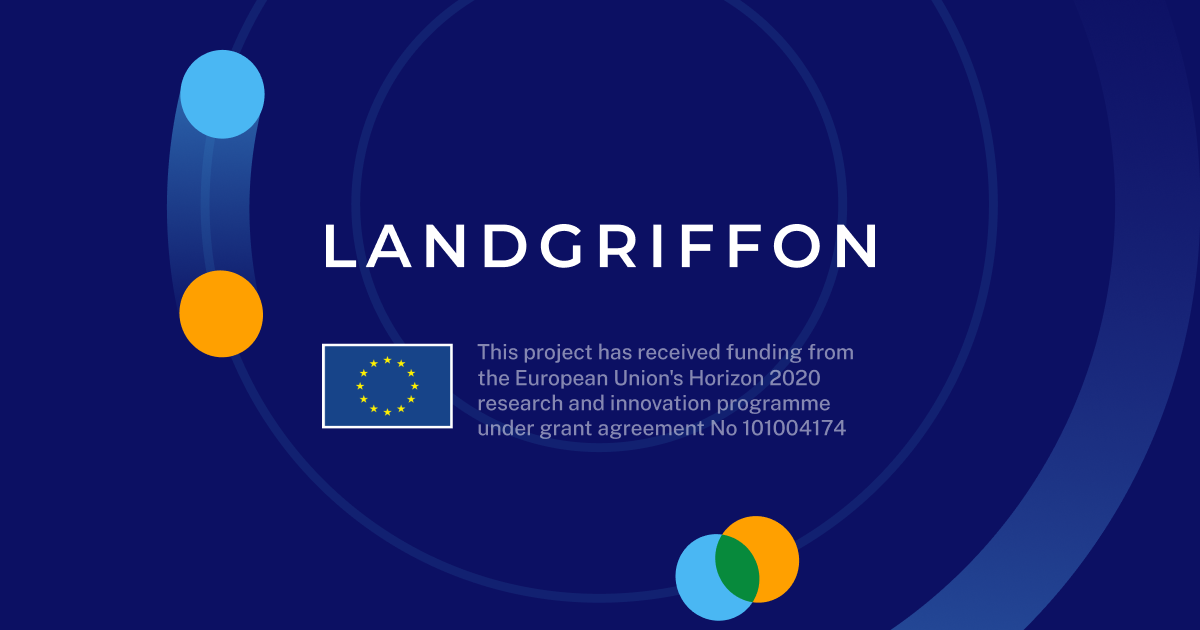 LANDGRIFFON
This project has received funding from
the European Union's Horizon 2020
research and innovation programme
under grant agreement No 101004174